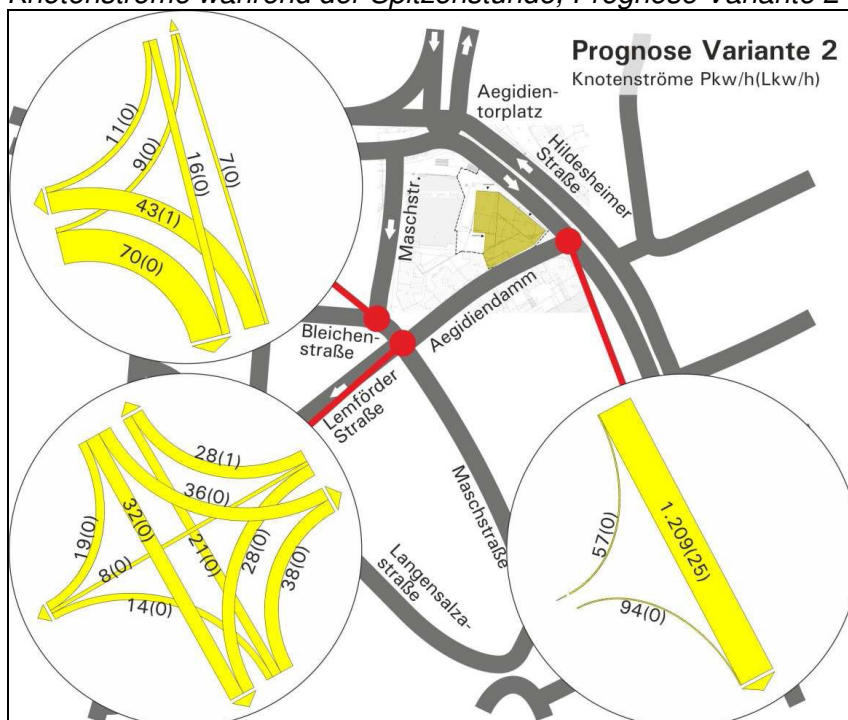 Knotenströme während der Spitzenstunde, Prognose Variante 2
Prognose Variante 2
Knotenströme Pkw/h(Lkw/h)
Aegidien-
torplatz
Hildesheimer
Straße
Maschstr.
Aegidiendamm
Bleichen-
straße
Lemförder
Straße
Maschstraße
Langensalza-
straße
11(0)
9(0)
16(0)
7(0)
43(1)
70(0)
28(1)
36(0)
19(0)
32(0)
8(0)
21(0)
28(0)
38(0)
14(0)
57(0)
1.209(25)
94(0)